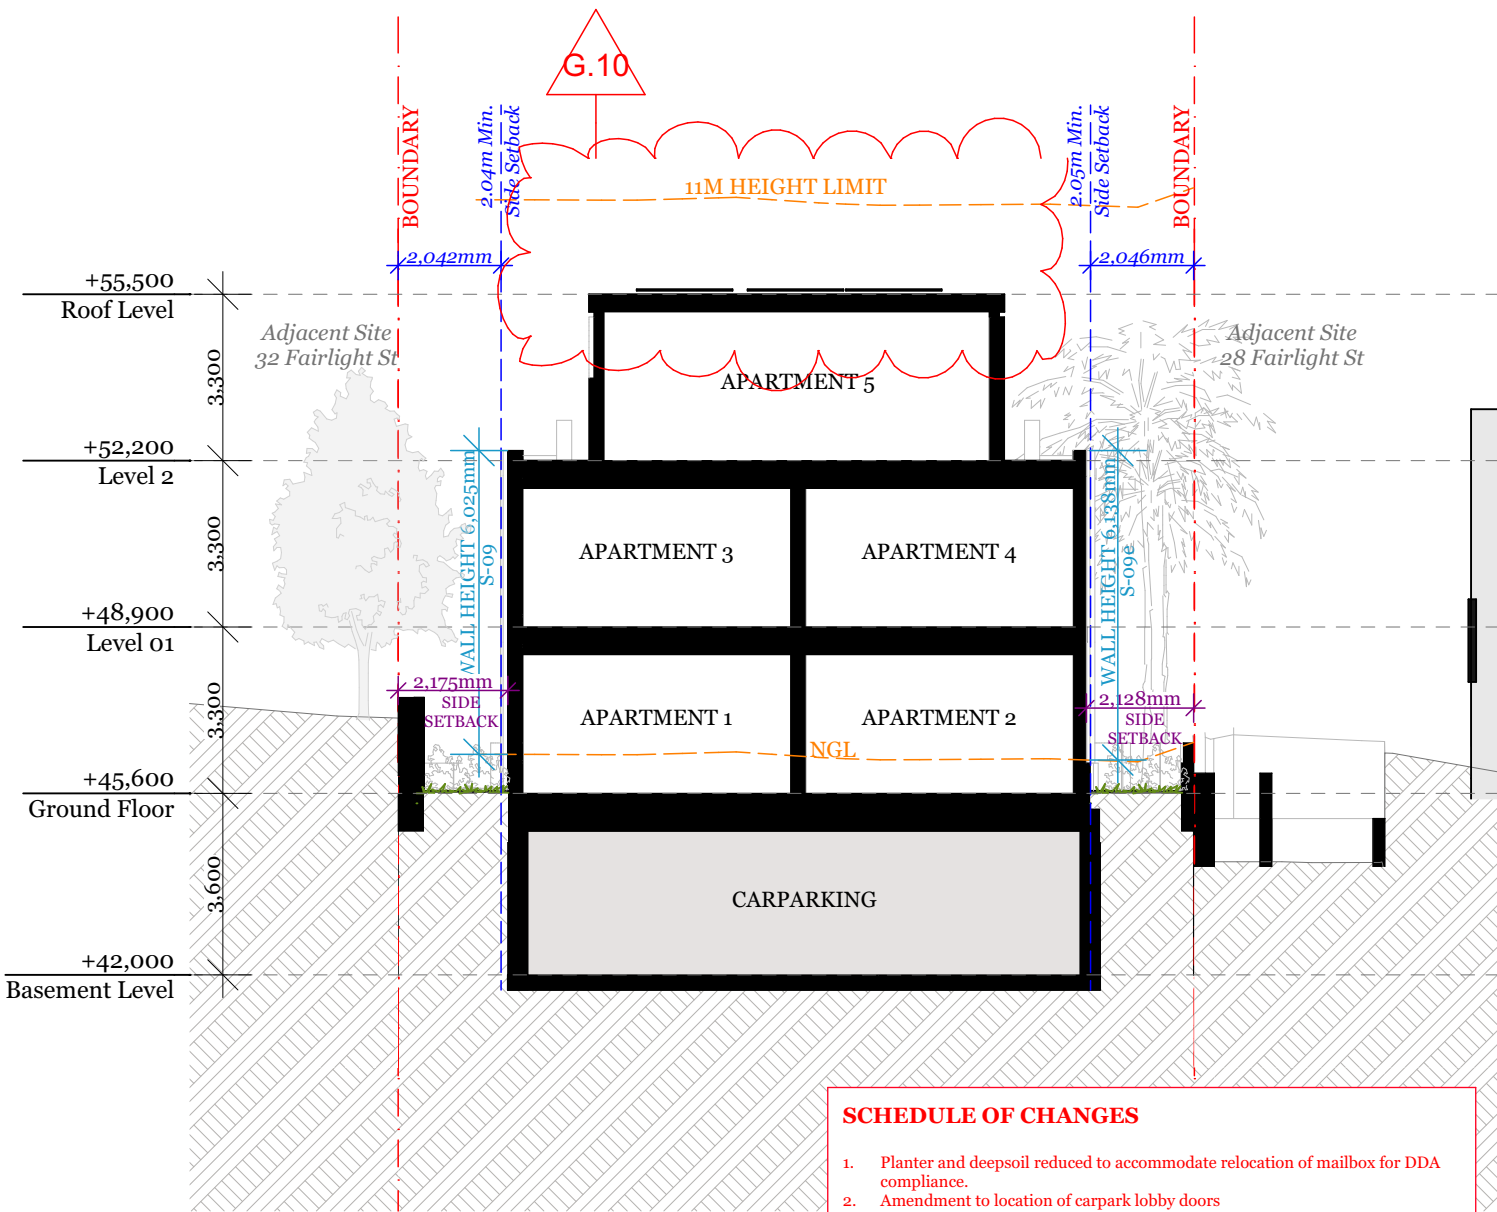 G.10
BOUNDARY
2.04m Min.
Side Setback
2.05m Min.
Side Setback
BOUNDARY
11M HEIGHT LIMIT
2,042mm
2,046mm
+55,500
Roof Level
Adjacent Site
32 Fairlight St
Adjacent Site
28 Fairlight St
3,300
APARTMENT 5
+52,200
Level 2
WALL HEIGHT 6,025mm
S-09
WALL HEIGHT 6,138mm
S-09e
3,300
APARTMENT 3
APARTMENT 4
+48,900
Level 01
2,175mm
SIDE
SETBACK
2,128mm
SIDE
SETBACK
3,300
APARTMENT 1
APARTMENT 2
NGL
+45,600
Ground Floor
3,600
CARPARKING
+42,000
Basement Level
SCHEDULE OF CHANGES
1. Planter and deepsoil reduced to accommodate relocation of mailbox for DDA
compliance.
2. Amendment to location of carpark lobby doors